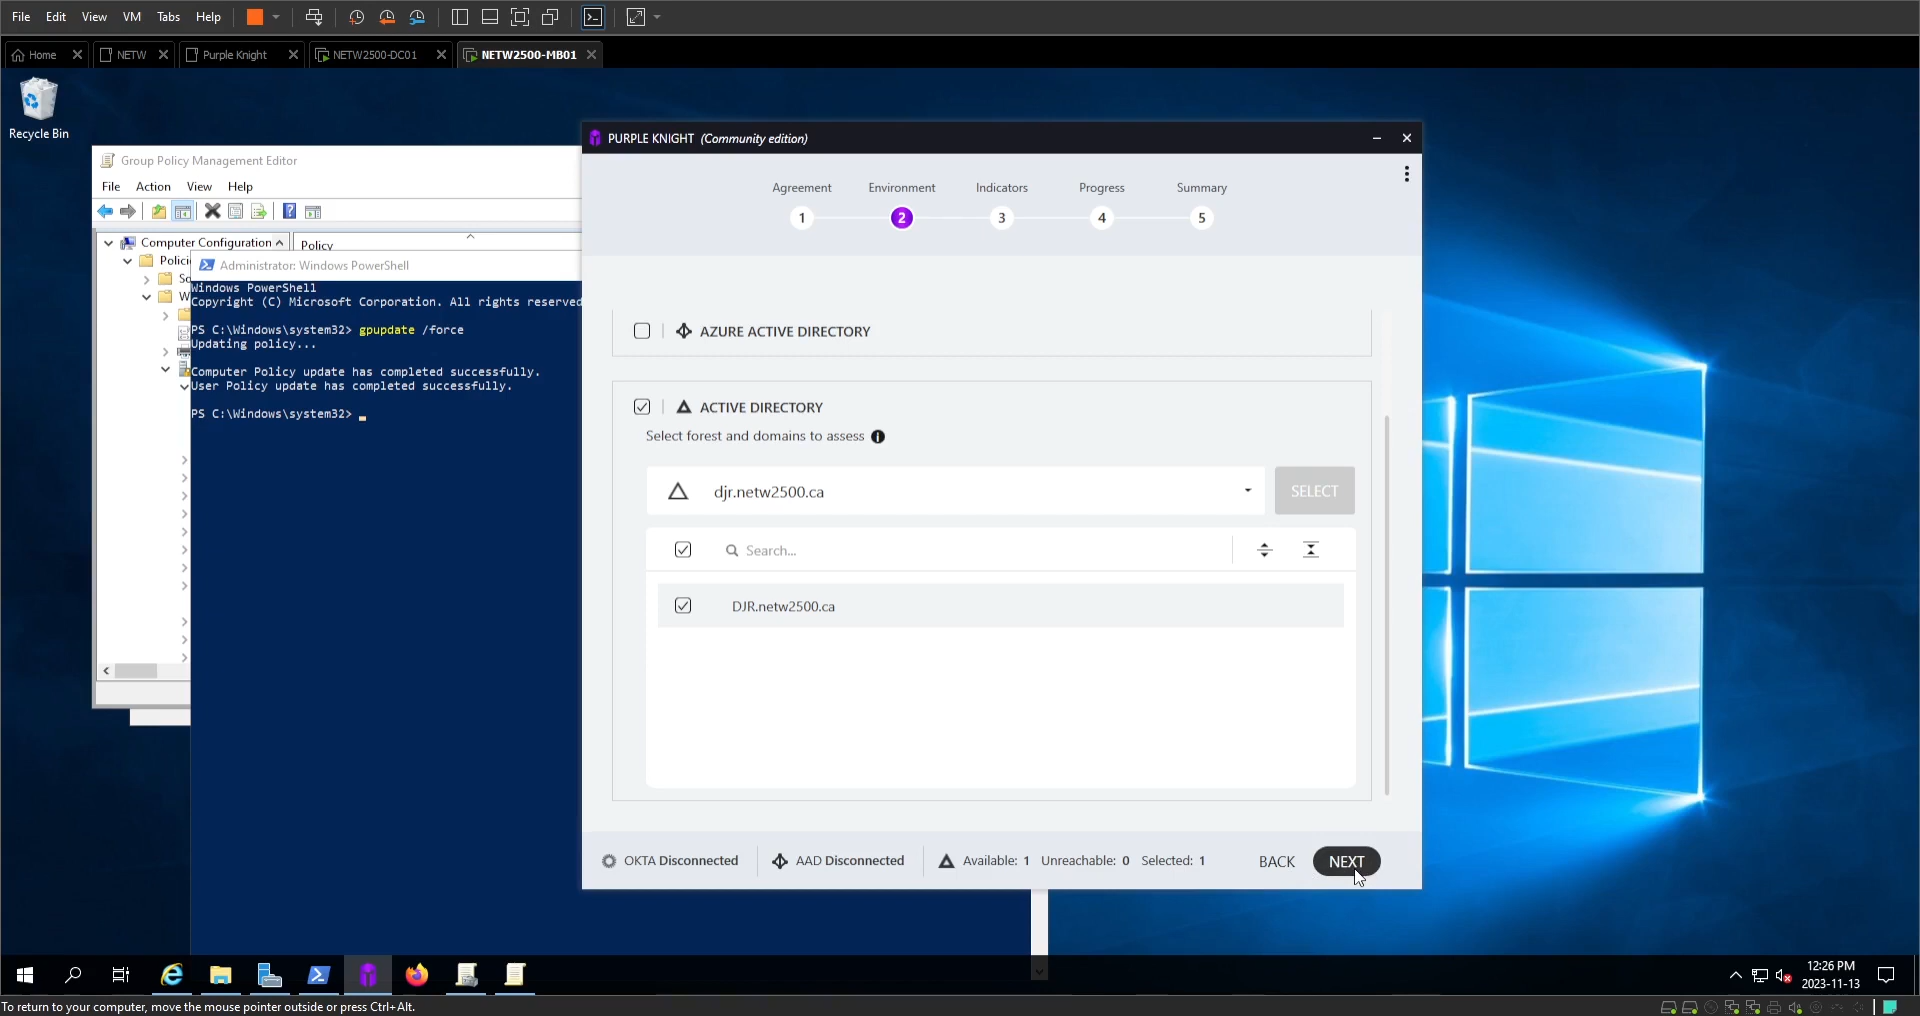 File Edit View VM Tabs Help
Home NETW Purple Knight NETW2500-DC01 NETW2500-MB01
Recycle Bin
Group Policy Management Editor
File Action View Help
Computer Configuration
Policy
Polici
Administrator: Windows PowerShell
Windows PowerShell
Copyright (C) Microsoft Corporation. All rights reserved
PS C:\Windows\system32> gpupdate /force
Updating policy...
Computer Policy update has completed successfully.
User Policy update has completed successfully.
PS C:\Windows\system32>
PURPLE KNIGHT (Community edition)
Agreement Environment Indicators Progress Summary
1 2 3 4 5
AZURE ACTIVE DIRECTORY
ACTIVE DIRECTORY
Select forest and domains to assess
djr.netw2500.ca SELECT
Search...
DJR.netw2500.ca
OKTA Disconnected AAD Disconnected Available: 1 Unreachable: 0 Selected: 1 BACK NEXT
12:26 PM
2023-11-13
To return to your computer, move the mouse pointer outside or press Ctrl+Alt.